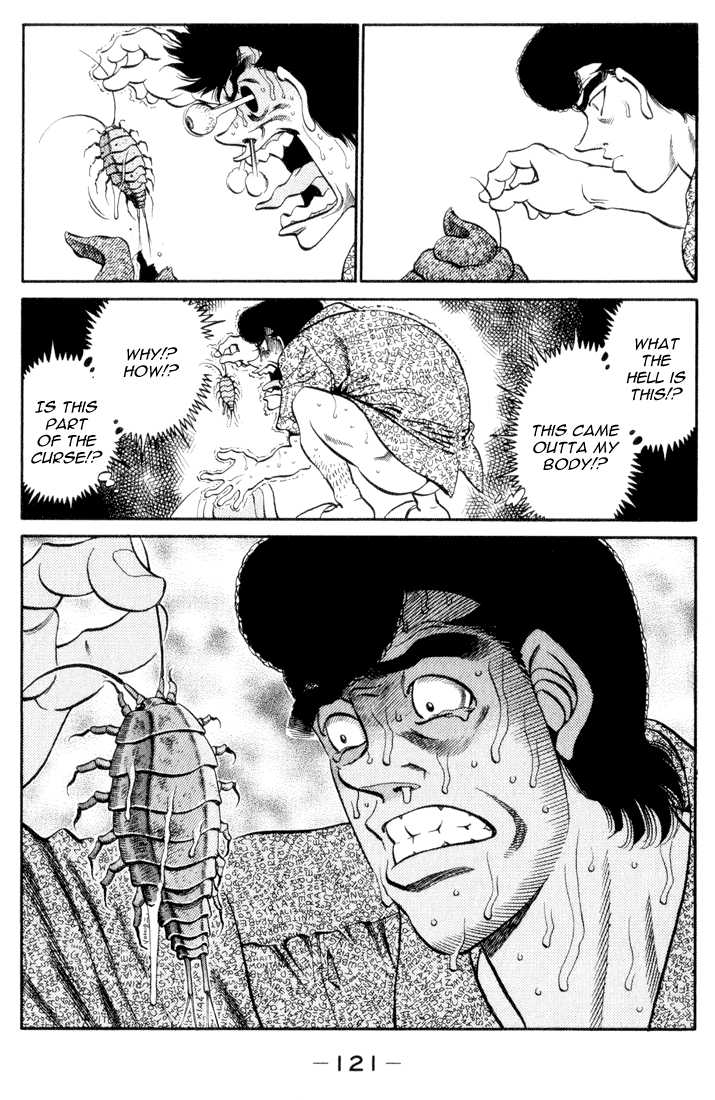 WHAT
THE
HELL IS
THIS!?
THIS CAME
OUTTA MY
BODY!?
WHY!?
HOW!?
IS THIS
PART
OF THE
CURSE!?
-121-